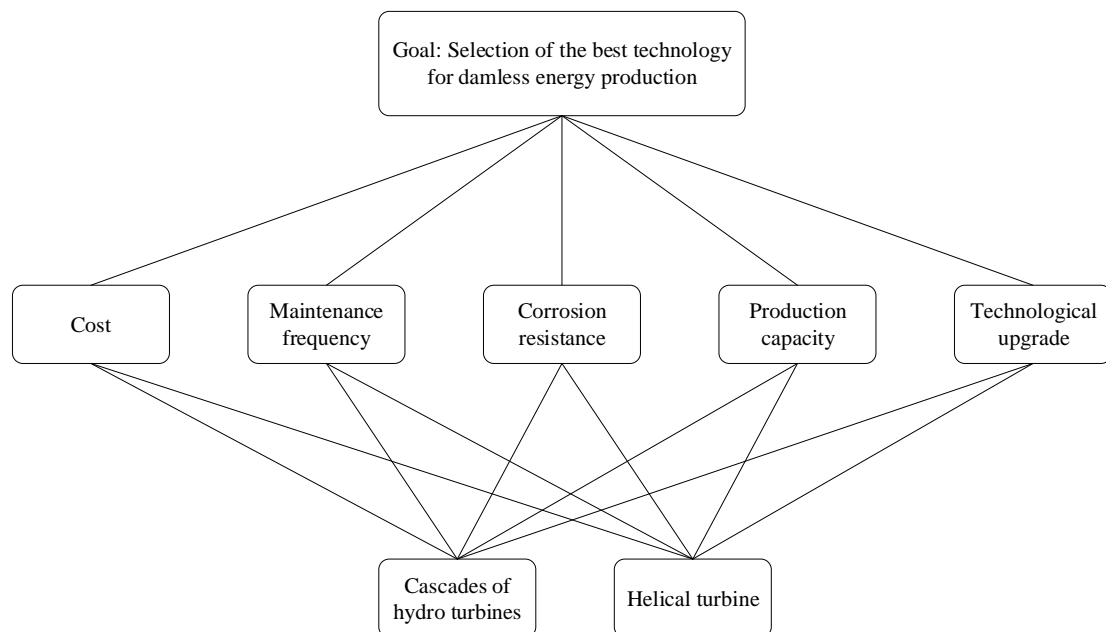 Goal: Selection of the best technology
for damless energy production
Cost
Maintenance
frequency
Corrosion
resistance
Production
capacity
Technological
upgrade
Cascades of
hydro turbines
Helical turbine